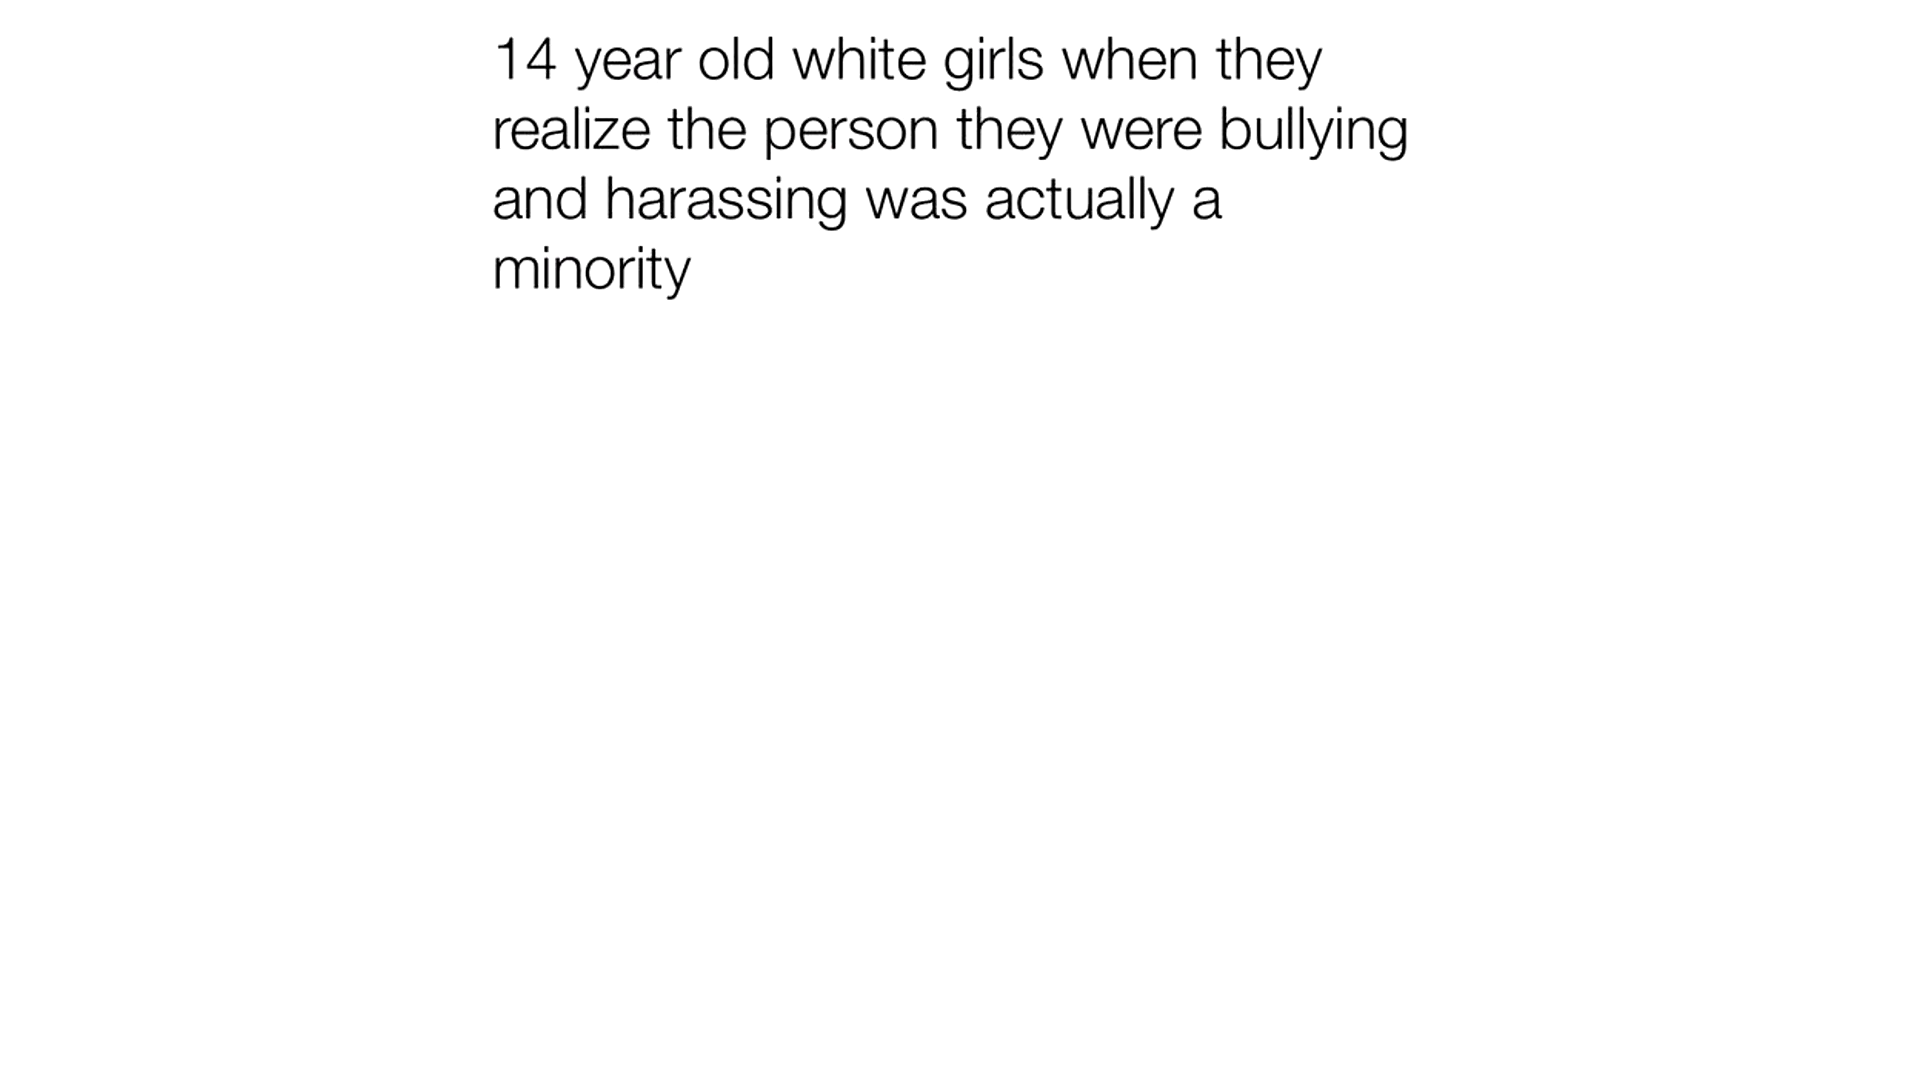 14 year old white girls when they
realize the person they were bullying
and harassing was actually a
minority